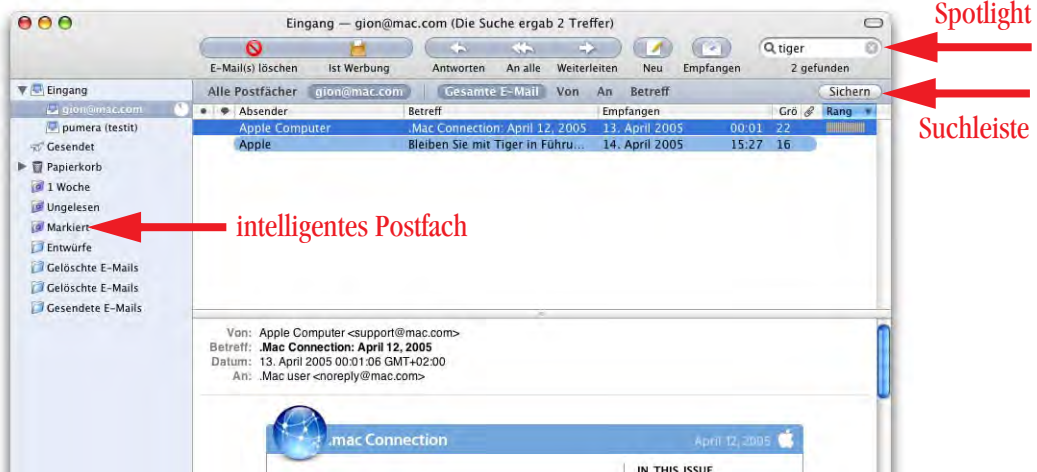 Eingang — gion@mac.com (Die Suche ergab 2 Treffer)
Spotlight
tiger
E-Mail(s) löschen Ist Werbung Antworten An alle Weiterleiten Neu Empfangen 2 gefunden
Eingang
Alle Postfächer gion@mac.com Gesamte E-Mail Von An Betreff Sichern
gion@mac.com
Absender Betreff Empfangen Grö Rang
Suchleiste
pumera (testit)
Apple Computer .Mac Connection: April 12, 2005 13. April 2005 00:01 22
Gesendet
Apple Bleiben Sie mit Tiger in Führu... 14. April 2005 15:27 16
Papierkorb
1 Woche
Ungelesen
Markiert
intelligentes Postfach
Entwürfe
Gelöschte E-Mails
Gelöschte E-Mails
Gesendete E-Mails
Von: Apple Computer <support@mac.com>
Betreff: .Mac Connection: April 12, 2005
Datum: 13. April 2005 00:01:06 GMT+02:00
An: .Mac user <noreply@mac.com>
.mac Connection April 12, 2005
IN THIS ISSUE